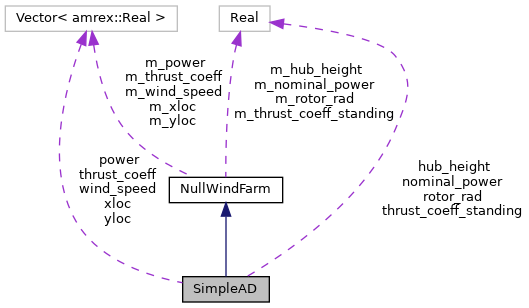 Vector< amrex::Real >
Real
m_power
m_thrust_coeff
m_wind_speed
m_xloc
m_yloc
m_hub_height
m_nominal_power
m_rotor_rad
m_thrust_coeff_standing
power
thrust_coeff
wind_speed
xloc
yloc
NullWindFarm
hub_height
nominal_power
rotor_rad
thrust_coeff_standing
SimpleAD